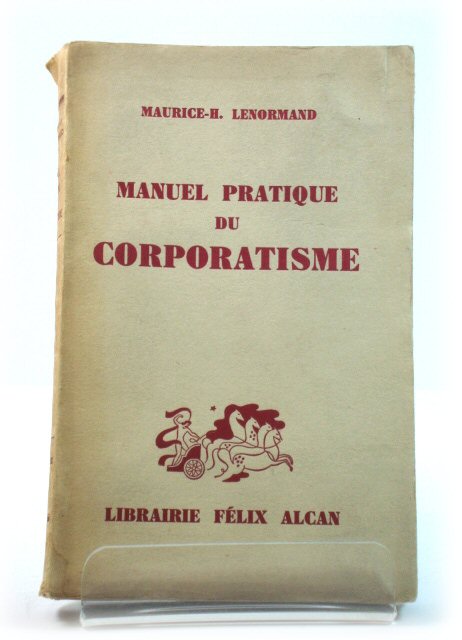 MAURICE-H. LENORMAND
MANUEL PRATIQUE
DU
CORPORATISME
LIBRAIRIE FÉLIX ALCAN